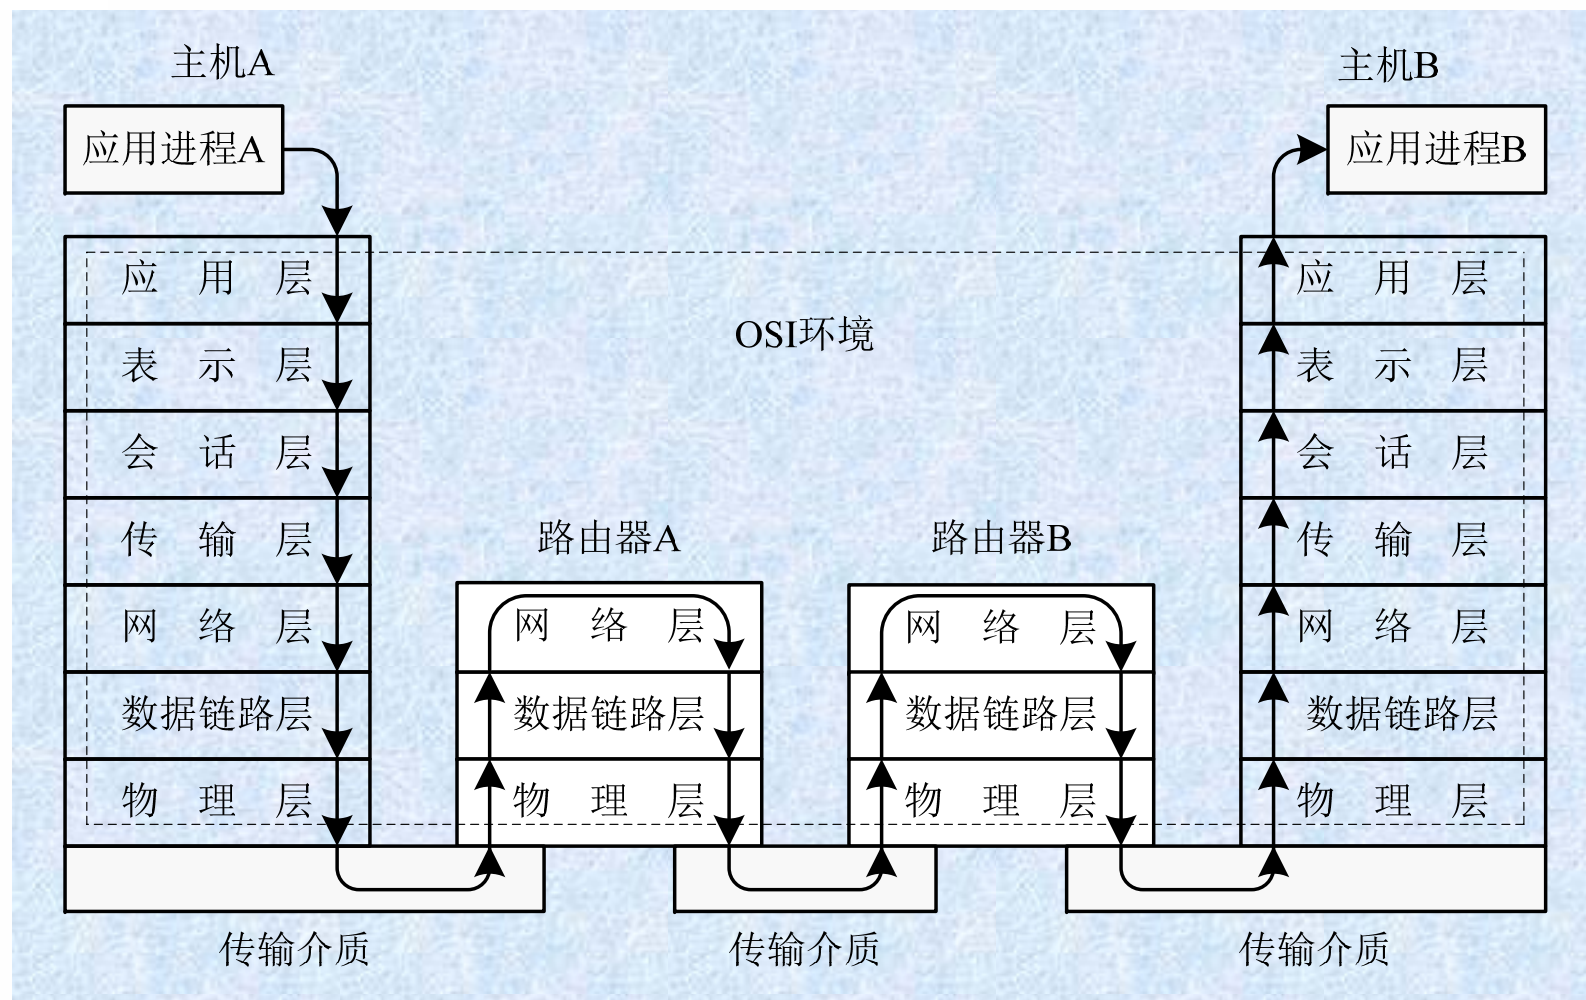 主机A
主机B
应用进程A
应用进程B
应用层
应用层
OSI环境
表示层
表示层
会话层
会话层
路由器A
路由器B
传输层
传输层
网络层
网络层
网络层
网络层
数据链路层
数据链路层
数据链路层
数据链路层
物理层
物理层
物理层
物理层
传输介质
传输介质
传输介质